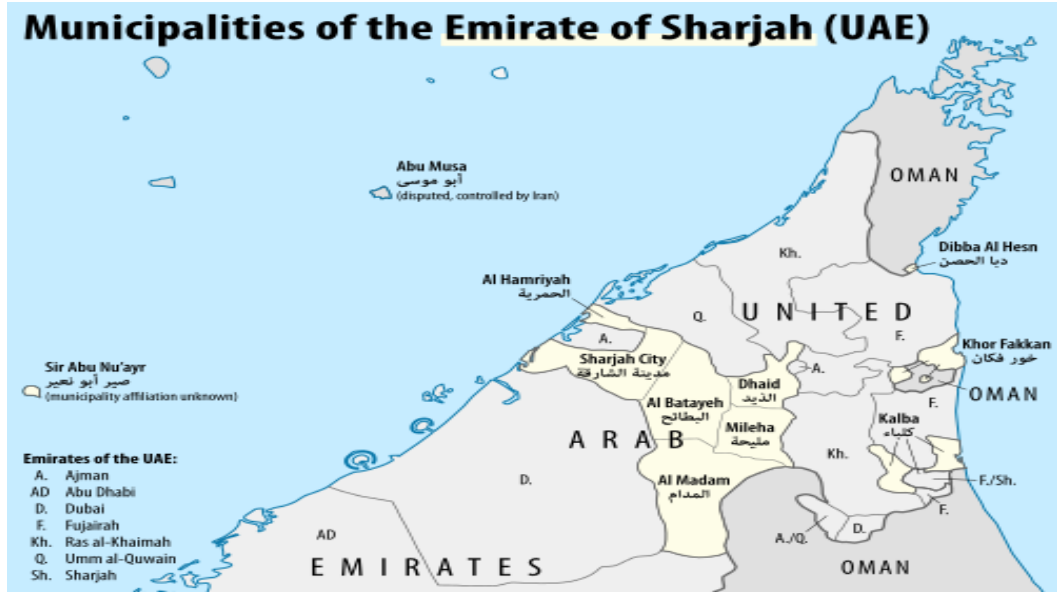 Municipalities of the Emirate of Sharjah (UAE)
Abu Musa
أبو موسى
(disputed, controlled by Iran)
OMAN
Dibba Al Hesn
دبا الحصن
Kh.
Al Hamriyah
الحمرية
Q.
UNITED
F.
A.
Khor Fakkan
خور فكان
Sharjah City
مدينة الشارقة
Sir Abu Nu'ayr
صير أبو نعير
(municipality affiliation unknown)
A.
Dhaid
الذيد
OMAN
F.
Al Batayeh
البطائح
Kalba
كلباء
Mileha
مليحة
ARAB
Kh.
D.
Al Madam
المدام
F./Sh.
F.
A./Q.
D.
AD
EMIRATES
OMAN
Emirates of the UAE:
A. Ajman
AD Abu Dhabi
D. Dubai
F. Fujairah
Kh. Ras al-Khaimah
Q. Umm al-Quwain
Sh. Sharjah